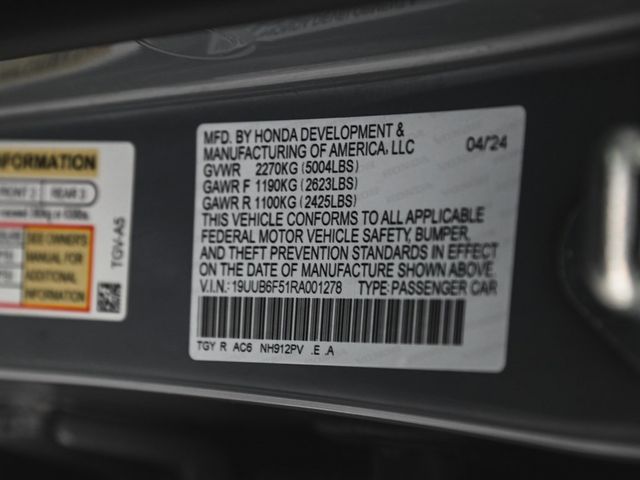 MFD. BY HONDA DEVELOPMENT &
MANUFACTURING OF AMERICA, LLC 04/24
GVWR 2270KG (5004LBS)
GAWR F 1190KG (2623LBS)
GAWR R 1100KG (2425LBS)
THIS VEHICLE CONFORMS TO ALL APPLICABLE
FEDERAL MOTOR VEHICLE SAFETY, BUMPER,
AND THEFT PREVENTION STANDARDS IN EFFECT
ON THE DATE OF MANUFACTURE SHOWN ABOVE.
V.I.N.: 19UUB6F51RA001278 TYPE: PASSENGER CAR
TGY R AC6 NH912PV .E .A
FORMATION
FRONT 2 REAR 3
SEE OWNER'S
MANUAL FOR
ADDITIONAL
INFORMATION
TGV-A5